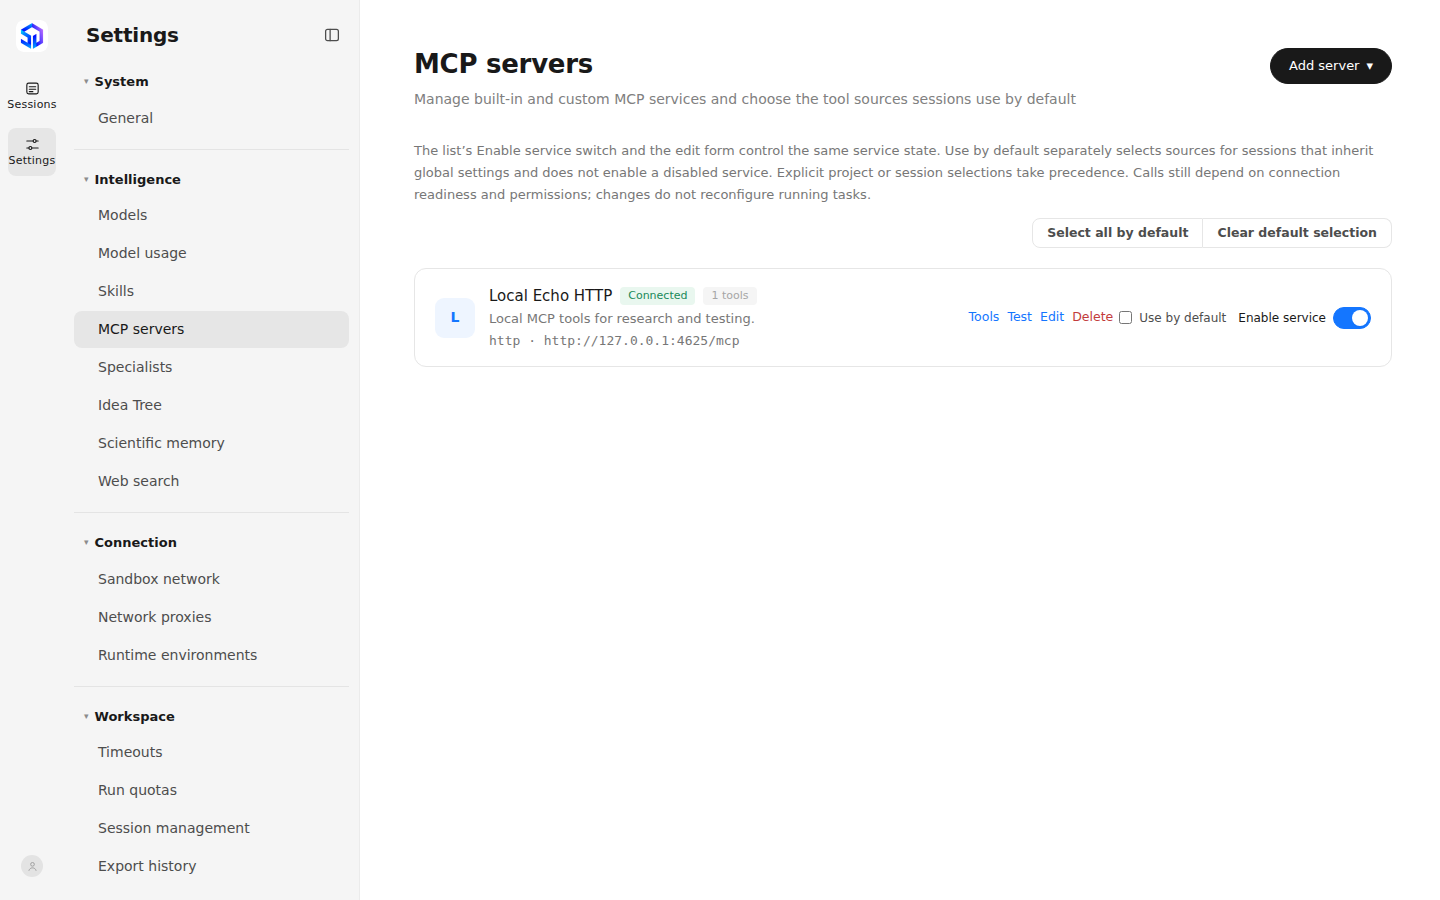 Settings
Sessions
Settings
System
General
Intelligence
Models
Model usage
Skills
MCP servers
Specialists
Idea Tree
Scientific memory
Web search
Connection
Sandbox network
Network proxies
Runtime environments
Workspace
Timeouts
Run quotas
Session management
Export history
MCP servers
Add server ▾
Manage built-in and custom MCP services and choose the tool sources sessions use by default
The list’s Enable service switch and the edit form control the same service state. Use by default separately selects sources for sessions that inherit
global settings and does not enable a disabled service. Explicit project or session selections take precedence. Calls still depend on connection
readiness and permissions; changes do not reconfigure running tasks.
Select all by default
Clear default selection
L
Local Echo HTTP
Connected
1 tools
Local MCP tools for research and testing.
http · http://127.0.0.1:4625/mcp
Tools
Test
Edit
Delete
Use by default
Enable service